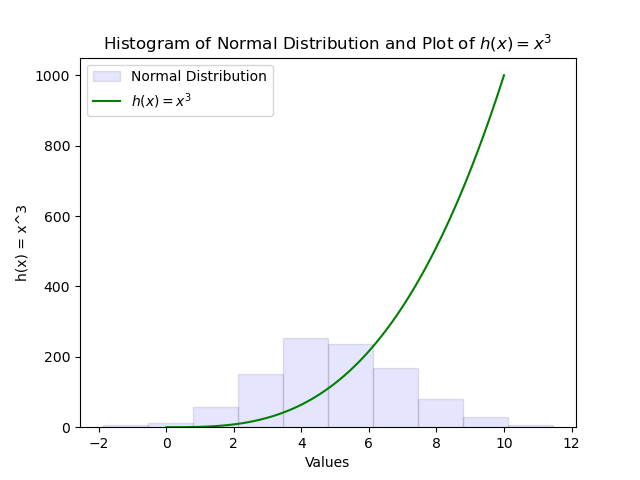 Histogram of Normal Distribution and Plot of h(x) = x³
Normal Distribution
h(x) = x³
1000
800
600
400
200
0
h(x) = x^3
−2
0
2
4
6
8
10
12
Values